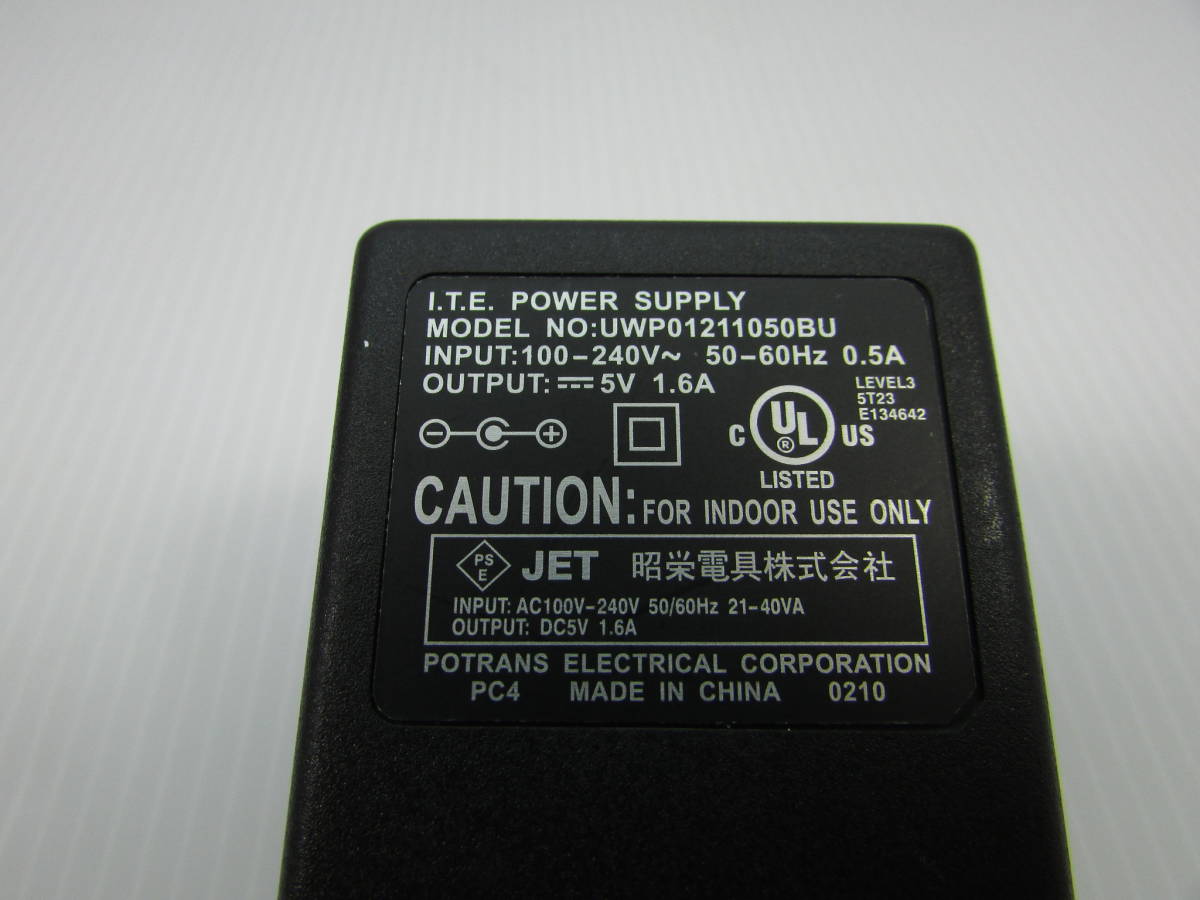 I.T.E. POWER SUPPLY
MODEL NO:UWP01211050BU
INPUT:100-240V~ 50-60Hz 0.5A
OUTPUT:⎓5V 1.6A
LEVEL3
5T23
E134642
C UL ® US
LISTED
CAUTION: FOR INDOOR USE ONLY
PS
E
JET 昭栄電具株式会社
INPUT: AC100V-240V 50/60Hz 21-40VA
OUTPUT: DC5V 1.6A
POTRANS ELECTRICAL CORPORATION
PC4 MADE IN CHINA 0210